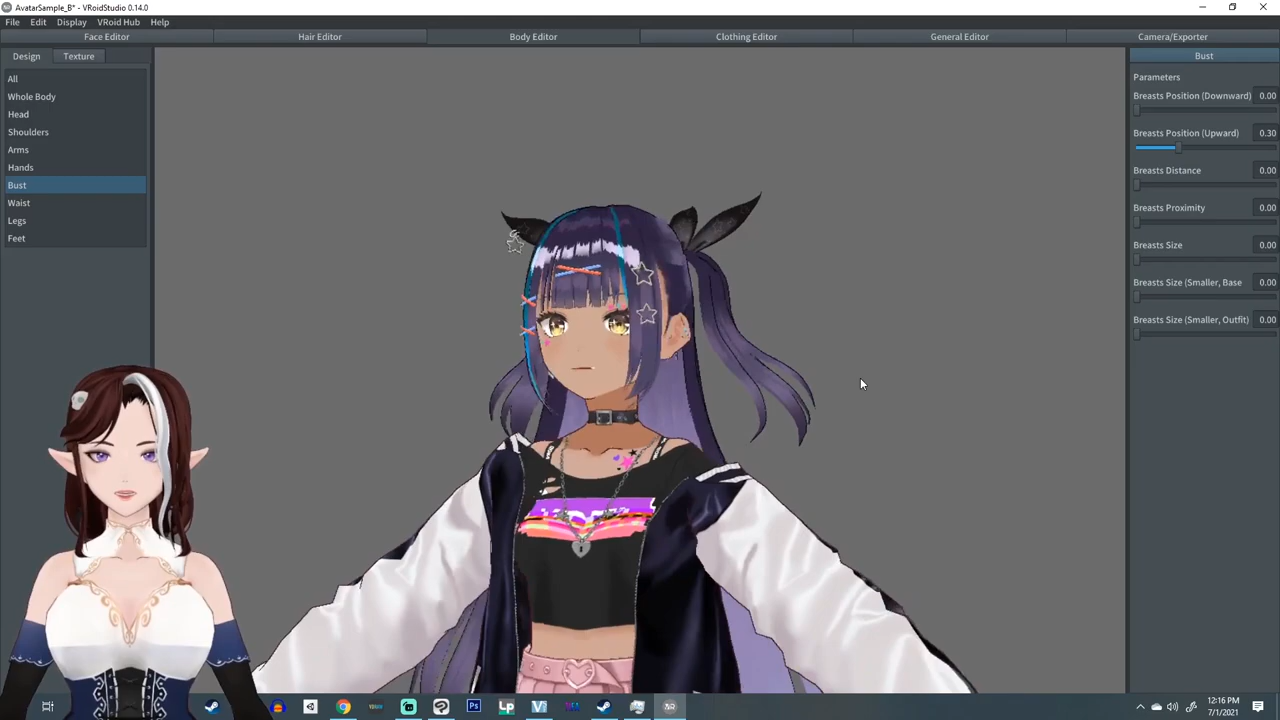 AvatarSample_B* - VRoidStudio 0.14.0
File Edit Display VRoid Hub Help
Face Editor Hair Editor Body Editor Clothing Editor General Editor Camera/Exporter
Design Texture
All
Whole Body
Head
Shoulders
Arms
Hands
Bust
Waist
Legs
Feet
Bust
Parameters
Breasts Position (Downward) 0.00
Breasts Position (Upward) 0.30
Breasts Distance 0.00
Breasts Proximity 0.00
Breasts Size 0.00
Breasts Size (Smaller, Base 0.00
Breasts Size (Smaller, Outfit) 0.00
Ps Lp
12:16 PM
7/1/2021